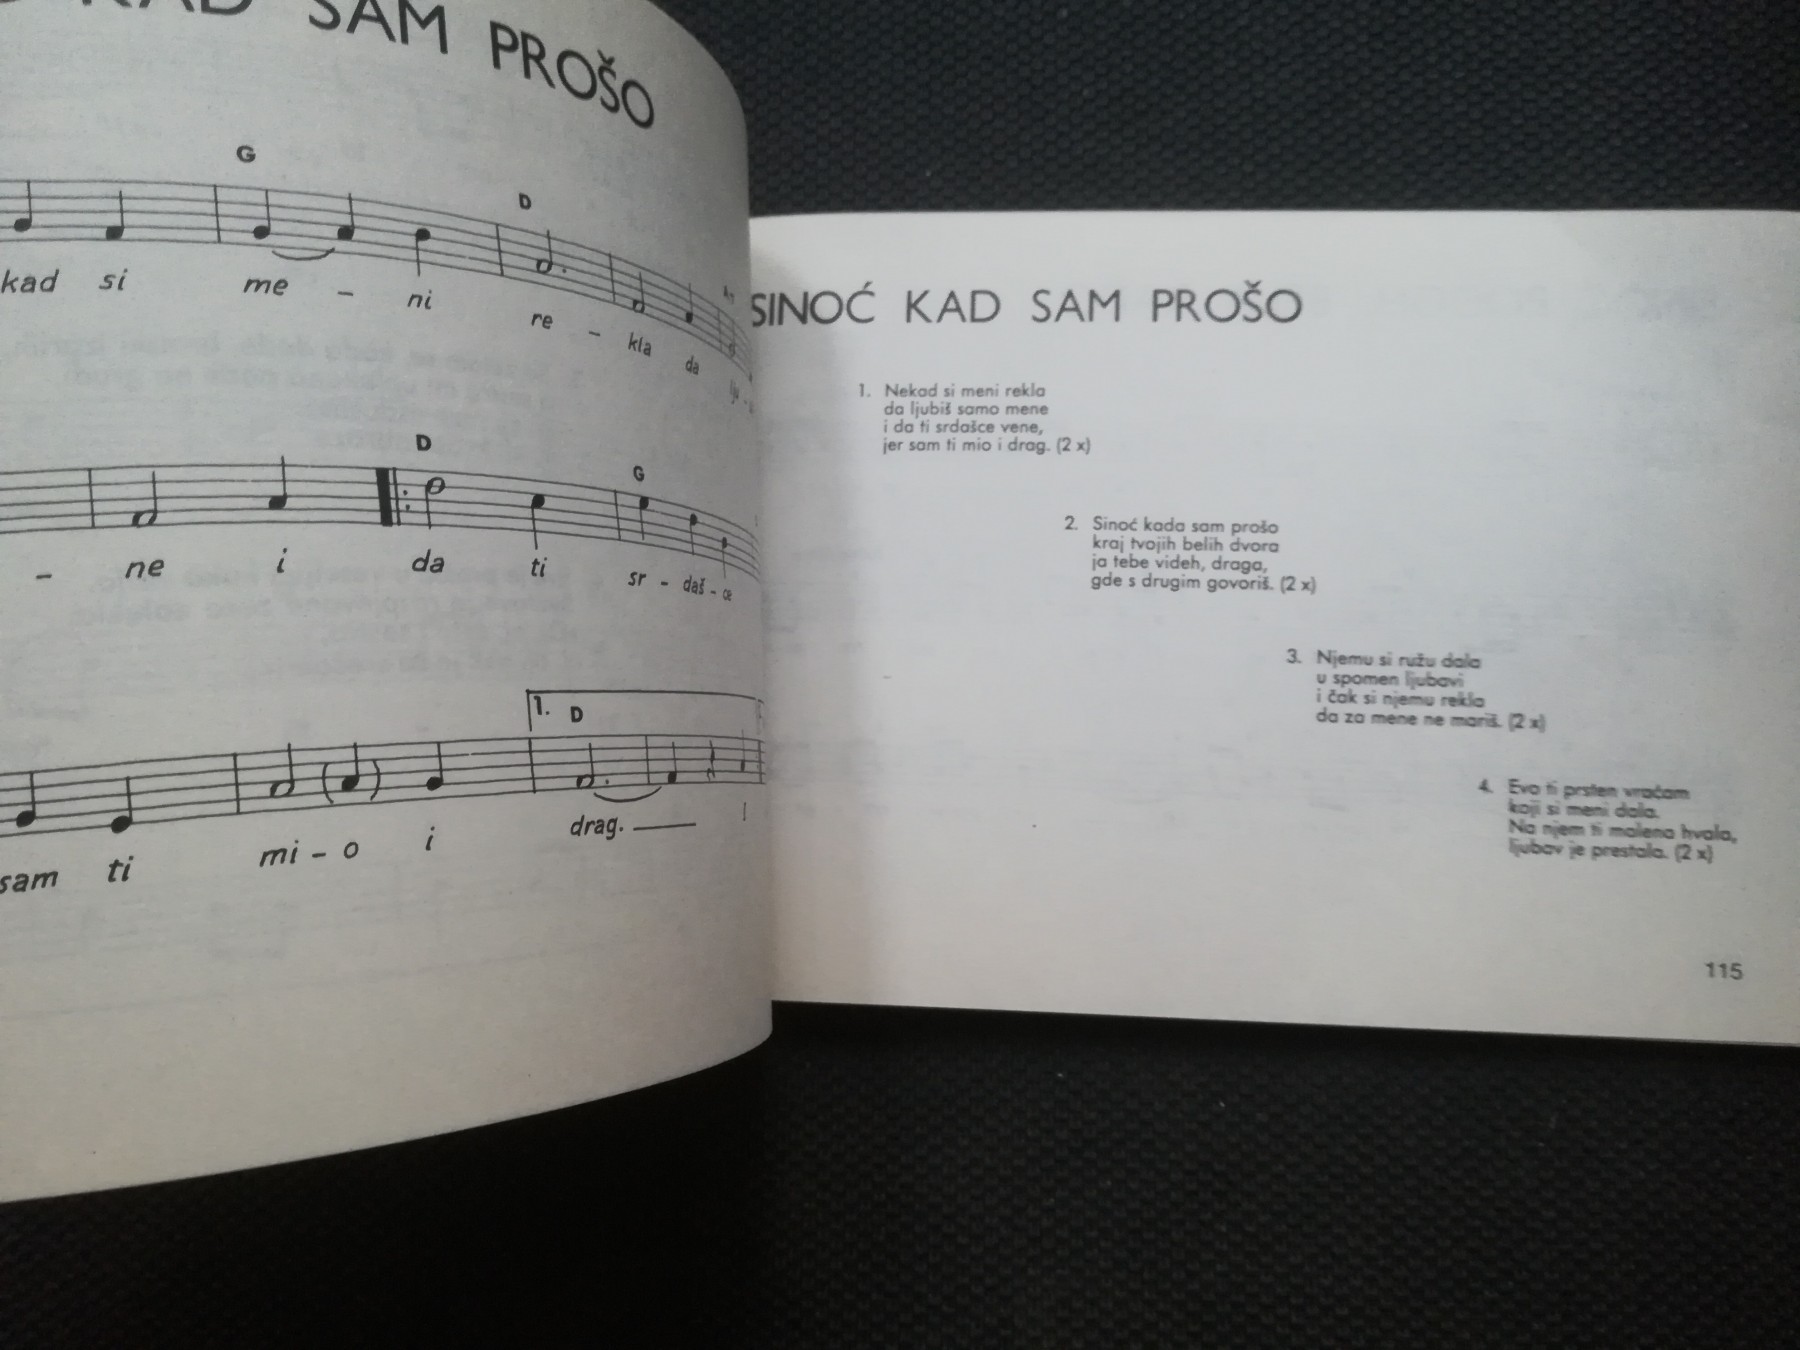 KAD SAM PROŠO
G
D
kad si me - ni re - kla da
D
G
- ne i da ti sr - daš - ce
1. D
sam ti mi - o i drag.
SINOĆ KAD SAM PROŠO
1. Nekad si meni rekla
da ljubiš samo mene
i da ti srdašce vene,
jer sam ti mio i drag. (2 x)
2. Sinoć kada sam prošo
kraj tvojih belih dvora
ja tebe videh, draga,
gde s drugim govoriš. (2 x)
3. Njemu si ružu dala
u spomen ljubavi
i čak si njemu rekla
da za mene ne mariš. (2 x)
4. Evo ti prsten vraćam
koji si meni dala.
Na njem ti malena hvala,
ljubav je prestala. (2 x)
115